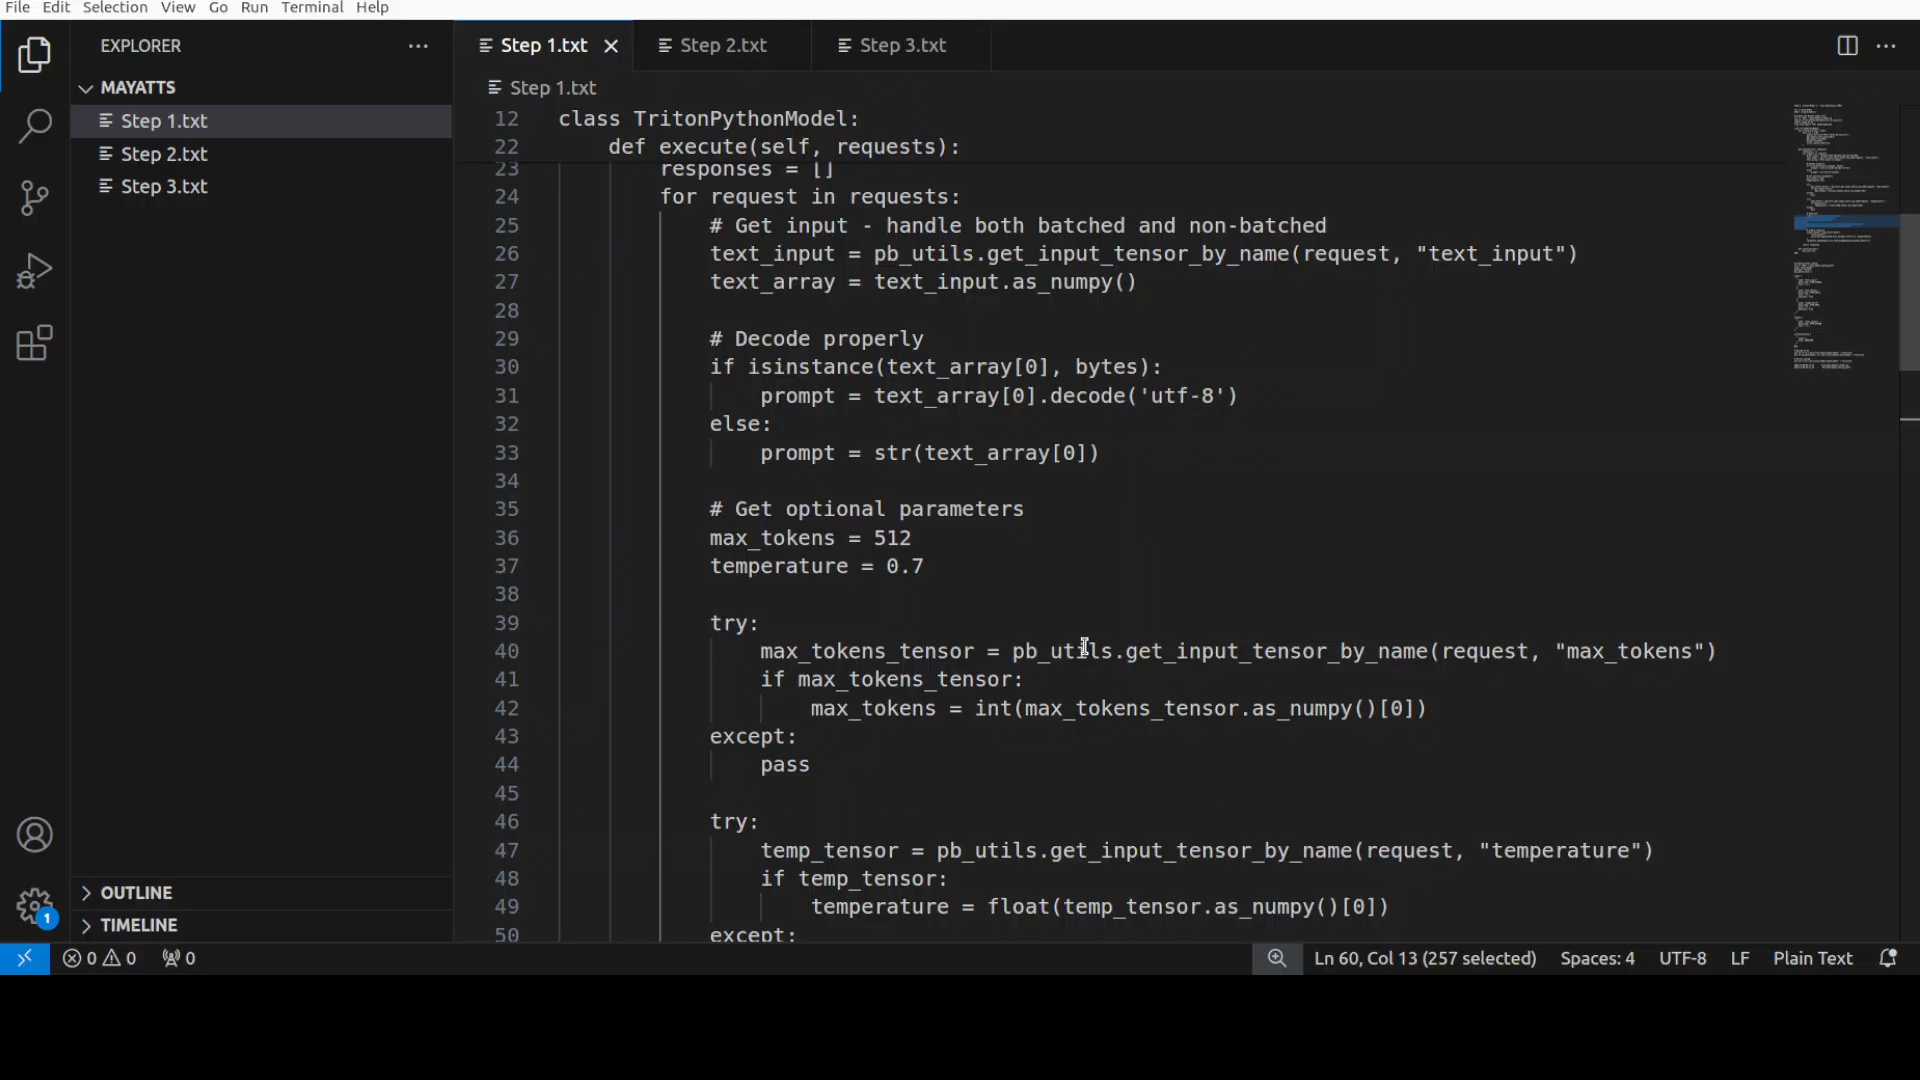 File Edit Selection View Go Run Terminal Help
EXPLORER
MAYATTS
Step 1.txt
Step 2.txt
Step 3.txt
OUTLINE
TIMELINE
1
Step 1.txt
Step 2.txt
Step 3.txt
Step 1.txt
12 class TritonPythonModel:
22 def execute(self, requests):
23 responses = []
24 for request in requests:
25 # Get input - handle both batched and non-batched
26 text_input = pb_utils.get_input_tensor_by_name(request, "text_input")
27 text_array = text_input.as_numpy()
28
29 # Decode properly
30 if isinstance(text_array[0], bytes):
31 prompt = text_array[0].decode('utf-8')
32 else:
33 prompt = str(text_array[0])
34
35 # Get optional parameters
36 max_tokens = 512
37 temperature = 0.7
38
39 try:
40 max_tokens_tensor = pb_utils.get_input_tensor_by_name(request, "max_tokens")
41 if max_tokens_tensor:
42 max_tokens = int(max_tokens_tensor.as_numpy()[0])
43 except:
44 pass
45
46 try:
47 temp_tensor = pb_utils.get_input_tensor_by_name(request, "temperature")
48 if temp_tensor:
49 temperature = float(temp_tensor.as_numpy()[0])
50 except:
0 0 0 Ln 60, Col 13 (257 selected) Spaces: 4 UTF-8 LF Plain Text